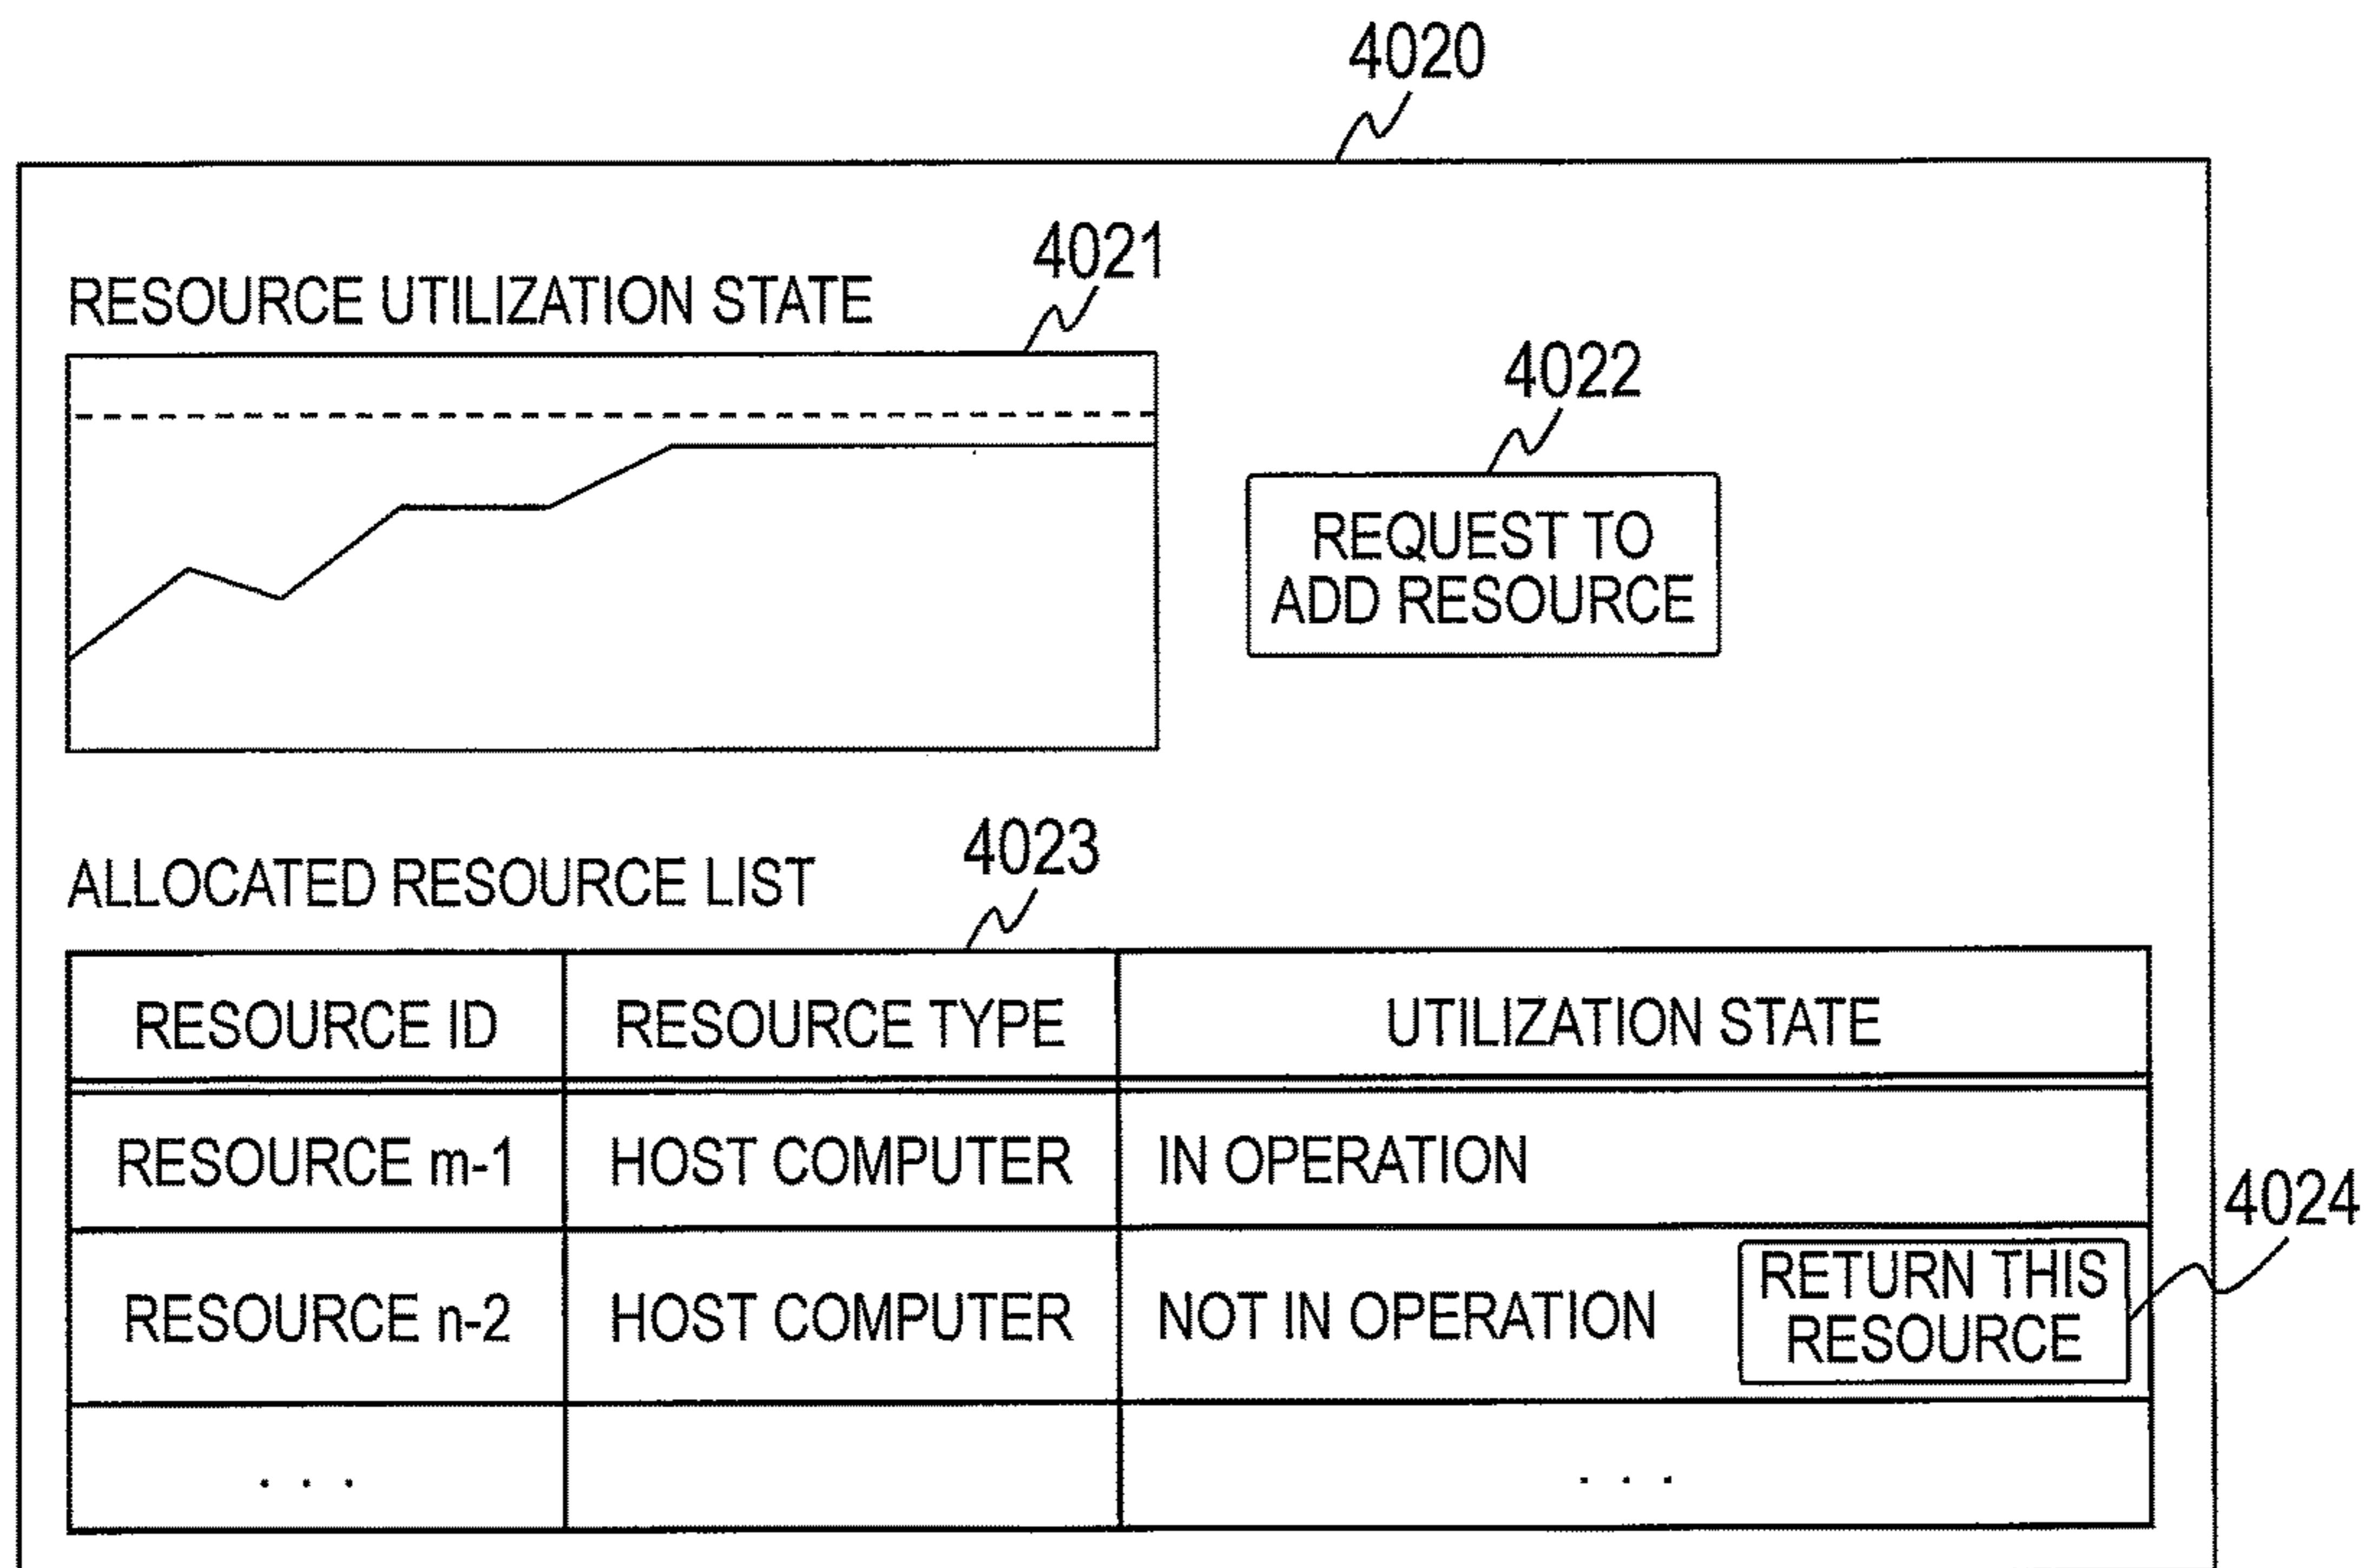 4020
RESOURCE UTILIZATION STATE
4021
4022
REQUEST TO
ADD RESOURCE
ALLOCATED RESOURCE LIST
4023
RESOURCE ID RESOURCE TYPE UTILIZATION STATE
RESOURCE m-1 HOST COMPUTER IN OPERATION
4024
RESOURCE n-2 HOST COMPUTER NOT IN OPERATION
RETURN THIS
RESOURCE
. . . . . .